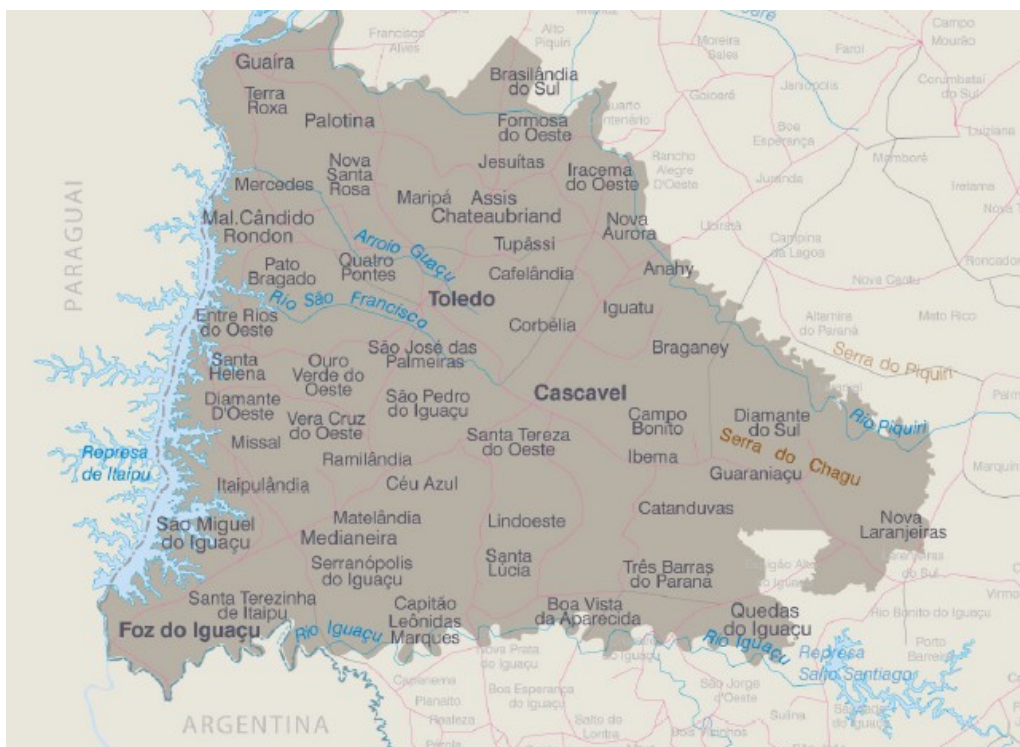 Campo
Mourão
Francisco
Alves
Alto
Piquiri
Moreira
Sales
Farol
Guaíra
Brasilândia
do Sul
Janiópolis
Corumbataí
do Sul
Terra
Roxa
Goioerê
Palotina
Formosa
do Oeste
Quarto
Centenário
Boa
Esperança
Luiziana
Nova
Santa
Rosa
Jesuítas
Iracema
do Oeste
Rancho
Alegre
D'Oeste
Mamborê
Mercedes
Juranda
Iretama
Maripá
Assis
Chateaubriand
PARAGUAI
Mal.Cândido
Rondon
Nova
Aurora
Ubiratã
Tupãssi
Arroio Guaçu
Campina
da Lagoa
Roncador
Pato
Bragado
Quatro
Pontes
Cafelândia
Anahy
Nova Cantu
Rio São Francisco
Toledo
Iguatu
Entre Rios
do Oeste
Corbélia
Altamira
do Paraná
Mato Rico
São José das
Palmeiras
Braganey
Serra do Piquiri
Santa
Helena
Ouro
Verde do
Oeste
Diamante
D'Oeste
São Pedro
do Iguaçu
Cascavel
Vera Cruz
do Oeste
Campo
Bonito
Diamante
do Sul
Rio Piquiri
Missal
Santa Tereza
do Oeste
Serra do Chagu
Represa
de Itaipu
Ramilândia
Ibema
Guaraniaçu
Marquin
Itaipulândia
Céu Azul
Catanduvas
São Miguel
do Iguaçu
Matelândia
Medianeira
Lindoeste
Nova
Laranjeiras
Serranópolis
do Iguaçu
Santa
Lúcia
Três Barras
do Paraná
Laranjeiras
do Sul
Santa Terezinha
de Itaipu
Capitão
Leônidas
Marques
Boa Vista
da Aparecida
Quedas
do Iguaçu
Rio Bonito do Iguaçu
Foz do Iguaçu
Rio Iguaçu
Rio Iguaçu
Porto
Barreiro
Nova Prata
do Iguaçu
Represa
Salto Santiago
Capanema
Planalto
Boa Esperança
do Iguaçu
São Jorge
d'Oeste
ARGENTINA
Realeza
Salto do
Lontra
Sulina